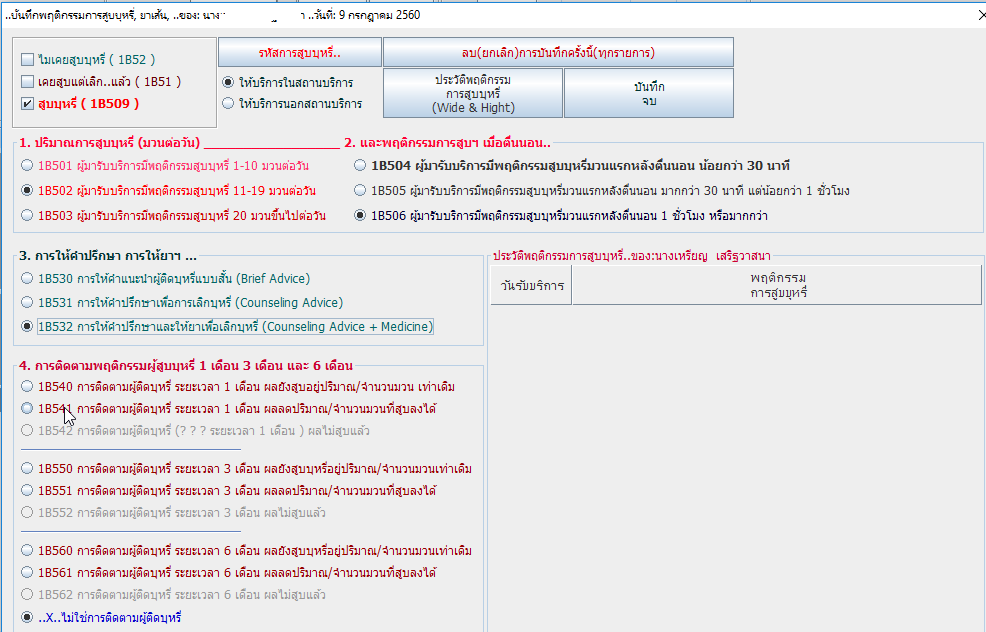 ..บันทึกพฤติกรรมการสูบบุหรี่, ยาเส้น, ..ของ: นาง ..วันที่: 9 กรกฎาคม 2560
ไม่เคยสูบบุหรี่ ( 1B52 )
เคยสูบแต่เลิก..แล้ว ( 1B51 )
สูบบุหรี่ ( 1B509 )
รหัสการสูบบุหรี่..
ลบ(ยกเลิก)การบันทึกครั้งนี้(ทุกรายการ)
ให้บริการในสถานบริการ
ให้บริการนอกสถานบริการ
ประวัติพฤติกรรม
การสูบบุหรี่
(Wide & Hight)
บันทึก
จบ
1. ปริมาณการสูบบุหรี่ (มวนต่อวัน)
1B501 ผู้มารับบริการมีพฤติกรรมสูบบุหรี่ 1-10 มวนต่อวัน
1B502 ผู้มารับบริการมีพฤติกรรมสูบบุหรี่ 11-19 มวนต่อวัน
1B503 ผู้มารับบริการมีพฤติกรรมสูบบุหรี่ 20 มวนขึ้นไปต่อวัน
2. และพฤติกรรมการสูบฯ เมื่อตื่นนอน..
1B504 ผู้มารับบริการมีพฤติกรรมสูบบุหรี่มวนแรกหลังตื่นนอน น้อยกว่า 30 นาที
1B505 ผู้มารับบริการมีพฤติกรรมสูบบุหรี่มวนแรกหลังตื่นนอน มากกว่า 30 นาที แต่น้อยกว่า 1 ชั่วโมง
1B506 ผู้มารับบริการมีพฤติกรรมสูบบุหรี่มวนแรกหลังตื่นนอน 1 ชั่วโมง หรือมากกว่า
3. การให้คำปรึกษา การให้ยาฯ ...
1B530 การให้คำแนะนำผู้ติดบุหรี่แบบสั้น (Brief Advice)
1B531 การให้คำปรึกษาเพื่อการเลิกบุหรี่ (Counseling Advice)
1B532 การให้คำปรึกษาและให้ยาเพื่อเลิกบุหรี่ (Counseling Advice + Medicine)
ประวัติพฤติกรรมการสูบบุหรี่..ของ:นางเหรียญ เสริฐวาสนา
วันรับบริการ
พฤติกรรม
การสูบบุหรี่
4. การติดตามพฤติกรรมผู้สูบบุหรี่ 1 เดือน 3 เดือน และ 6 เดือน
1B540 การติดตามผู้ติดบุหรี่ ระยะเวลา 1 เดือน ผลยังสูบอยู่ปริมาณ/จำนวนมวน เท่าเดิม
1B541 การติดตามผู้ติดบุหรี่ ระยะเวลา 1 เดือน ผลลดปริมาณ/จำนวนมวนที่สูบลงได้
1B542 การติดตามผู้ติดบุหรี่ (? ? ? ระยะเวลา 1 เดือน ) ผลไม่สูบแล้ว
1B550 การติดตามผู้ติดบุหรี่ ระยะเวลา 3 เดือน ผลยังสูบบุหรี่อยู่ปริมาณ/จำนวนมวนเท่าเดิม
1B551 การติดตามผู้ติดบุหรี่ ระยะเวลา 3 เดือน ผลลดปริมาณ/จำนวนมวนที่สูบลงได้
1B552 การติดตามผู้ติดบุหรี่ ระยะเวลา 3 เดือน ผลไม่สูบแล้ว
1B560 การติดตามผู้ติดบุหรี่ ระยะเวลา 6 เดือน ผลยังสูบบุหรี่อยู่ปริมาณ/จำนวนมวนเท่าเดิม
1B561 การติดตามผู้ติดบุหรี่ ระยะเวลา 6 เดือน ผลลดปริมาณ/จำนวนมวนที่สูบลงได้
1B562 การติดตามผู้ติดบุหรี่ ระยะเวลา 6 เดือน ผลไม่สูบแล้ว
..X..ไม่ใช่การติดตามผู้ติดบุหรี่